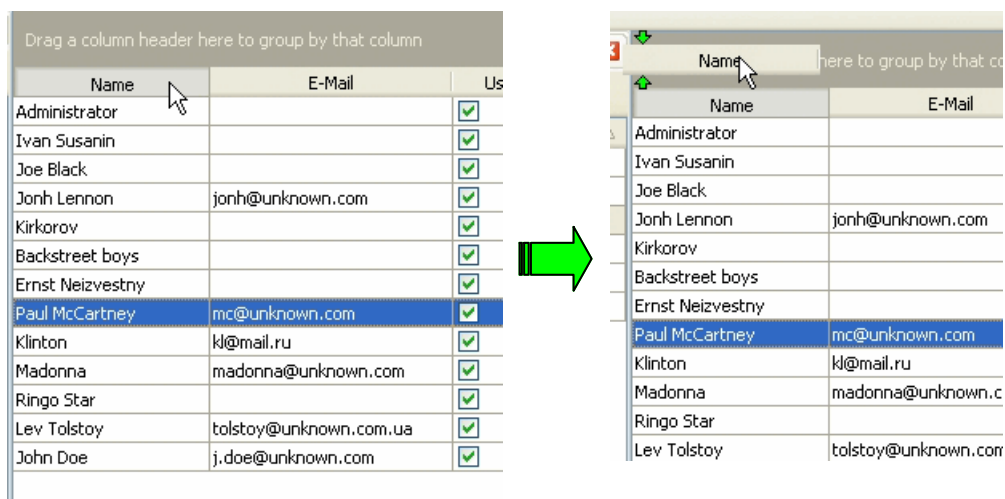 Drag a column header here to group by that column
Name E-Mail Us
Administrator
Ivan Susanin
Joe Black
Jonh Lennon jonh@unknown.com
Kirkorov
Backstreet boys
Ernst Neizvestny
Paul McCartney mc@unknown.com
Klinton kl@mail.ru
Madonna madonna@unknown.com
Ringo Star
Lev Tolstoy tolstoy@unknown.com.ua
John Doe j.doe@unknown.com
Name here to group by that co
Name E-Mail
Administrator
Ivan Susanin
Joe Black
Jonh Lennon jonh@unknown.com
Kirkorov
Backstreet boys
Ernst Neizvestny
Paul McCartney mc@unknown.com
Klinton kl@mail.ru
Madonna madonna@unknown.c
Ringo Star
Lev Tolstoy tolstoy@unknown.com